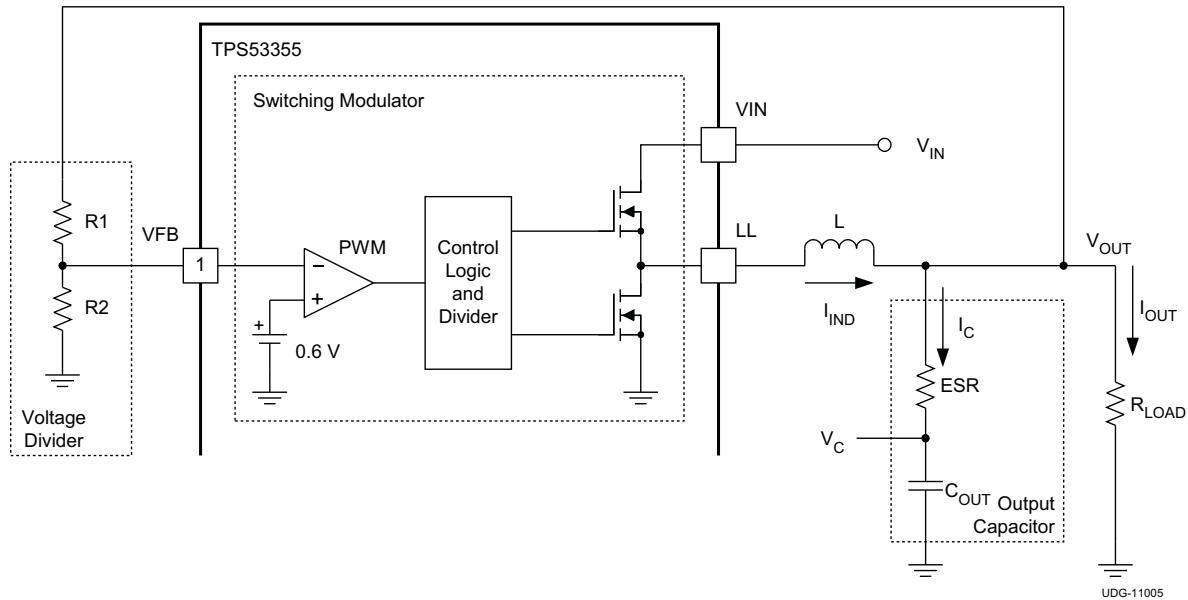 TPS53355
Switching Modulator
VIN
V_IN
R1
VFB
1
R2
PWM
−
+
+
0.6 V
Control
Logic
and
Divider
LL
L
I_IND
V_OUT
I_C
I_OUT
ESR
R_LOAD
V_C
C_OUT
Output
Capacitor
Voltage
Divider
UDG-11005